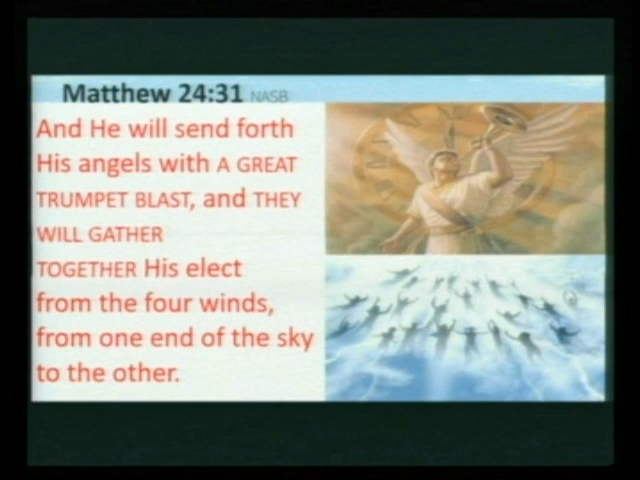 Matthew 24:31 NASB
And He will send forth
His angels with A GREAT
TRUMPET BLAST, and THEY
WILL GATHER
TOGETHER His elect
from the four winds,
from one end of the sky
to the other.